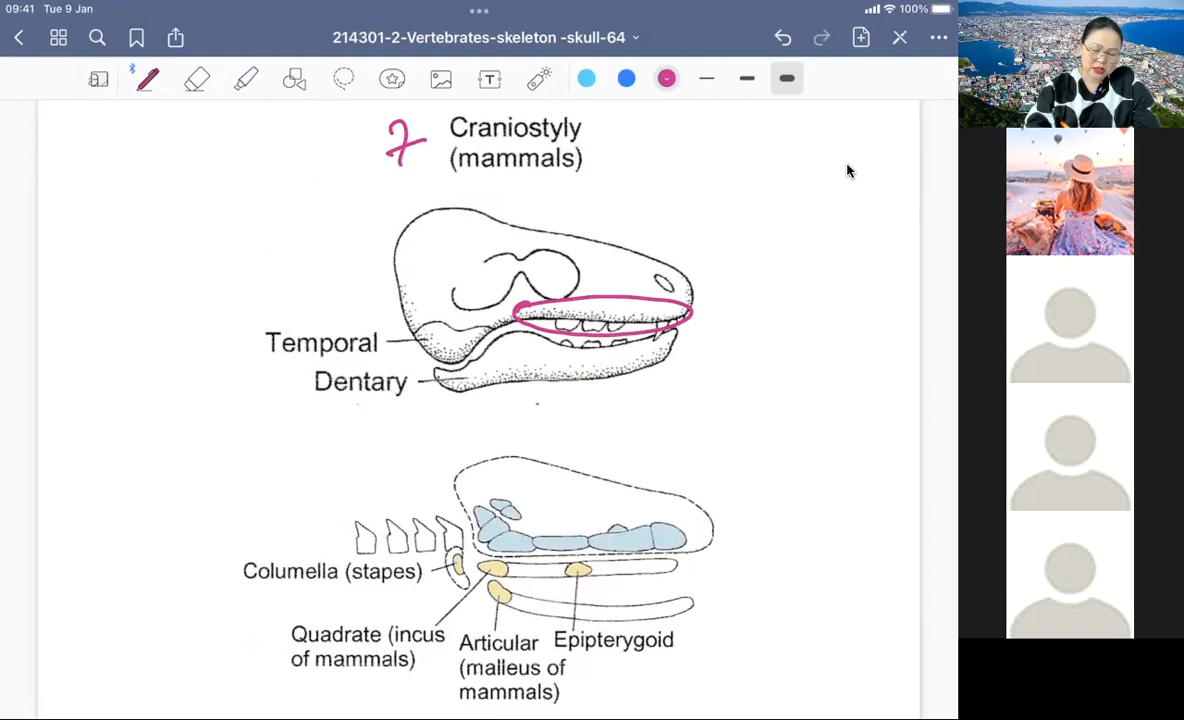 09:41 Tue 9 Jan
100%
214301-2-Vertebrates-skeleton -skull-64
T
7 Craniostyly
(mammals)
Temporal
Dentary
Columella (stapes)
Quadrate (incus
of mammals)
Articular
(malleus of
mammals)
Epipterygoid